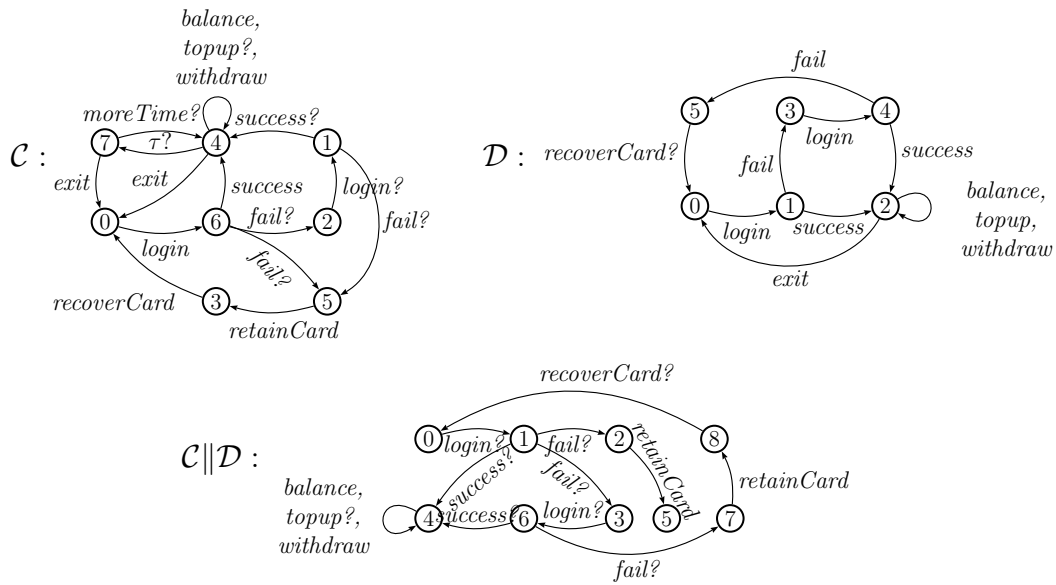 balance,
topup?,
withdraw
moreTime?
success?
7
τ?
4
1
C :
exit
exit
success
login?
fail?
0
6
fail?
2
login
fail?
recoverCard
3
5
retainCard
fail
5
3
4
login
D :
recoverCard?
fail
success
0
1
2
login
success
balance,
topup,
withdraw
exit
recoverCard?
0
login?
1
fail?
2
8
C∥D :
success?
fail?
retainCard
retainCard
balance,
topup?,
withdraw
4
success?
6
login?
3
5
7
fail?